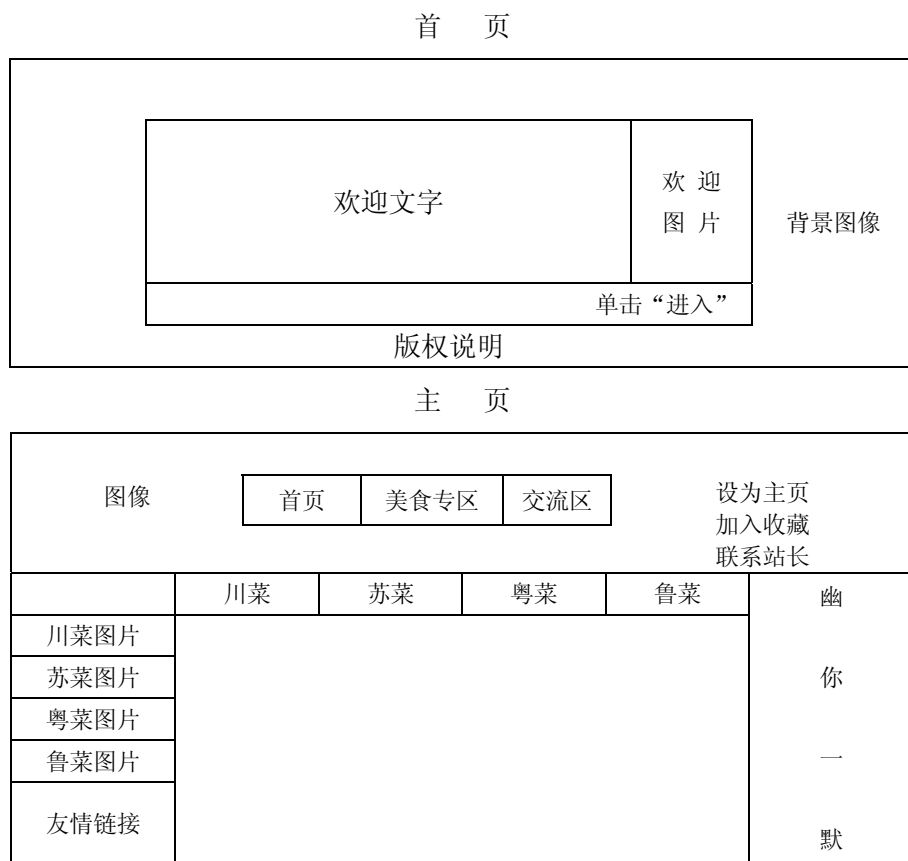 首 页
欢迎文字
欢 迎
图 片
背景图像
单击“进入”
版权说明
主 页
图像
首页 美食专区 交流区
设为主页
加入收藏
联系站长
川菜 苏菜 粤菜 鲁菜
川菜图片
苏菜图片
粤菜图片
鲁菜图片
友情链接
幽
你
一
默